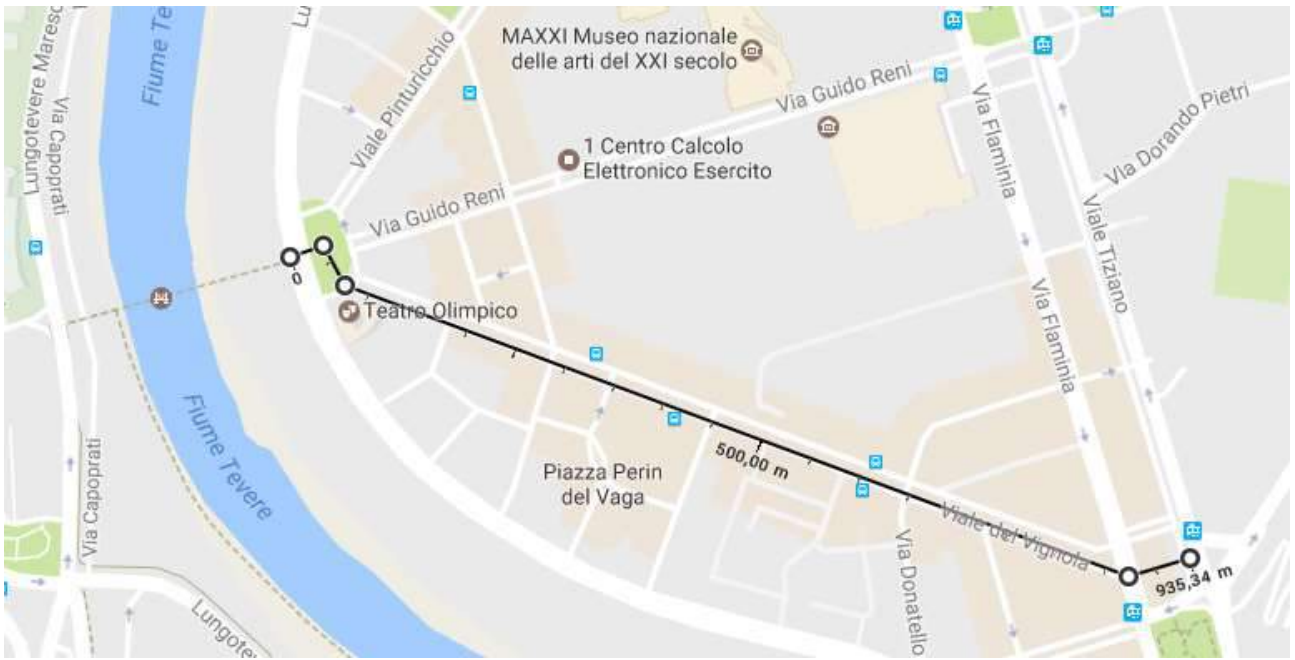 Lungotevere Maresc
Via Capoprati
Fiume Te
Lu
Viale Pinturicchio
MAXXI Museo nazionale
delle arti del XXI secolo
Via Guido Reni
1 Centro Calcolo
Elettronico Esercito
Via Guido Reni
Via Flaminia
Via Dorando Pietri
Viale Tiziano
Via Flaminia
0
Teatro Olimpico
Fiume Tevere
500,00 m
Piazza Perin
del Vaga
Viale del Vignola
935,34 m
Via Donatello
Via Capoprati
Lungoteve